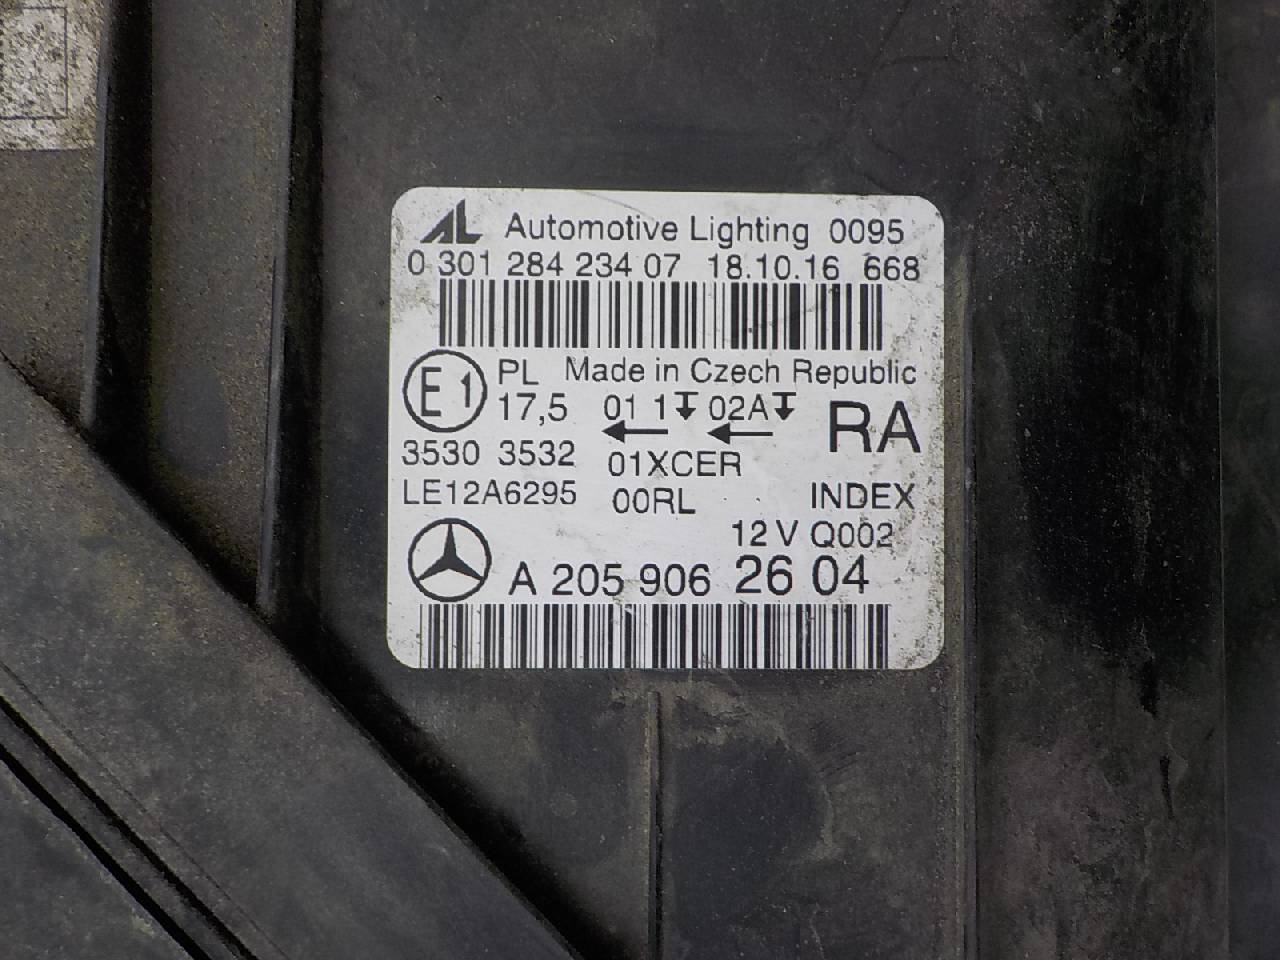 AL Automotive Lighting 0095
0 301 284 234 07 18.10.16 668
E1 PL Made in Czech Republic
17,5 01 1 02A RA
3530 3532 01XCER
LE12A6295 00RL INDEX
12 V Q002
A 205 906 26 04